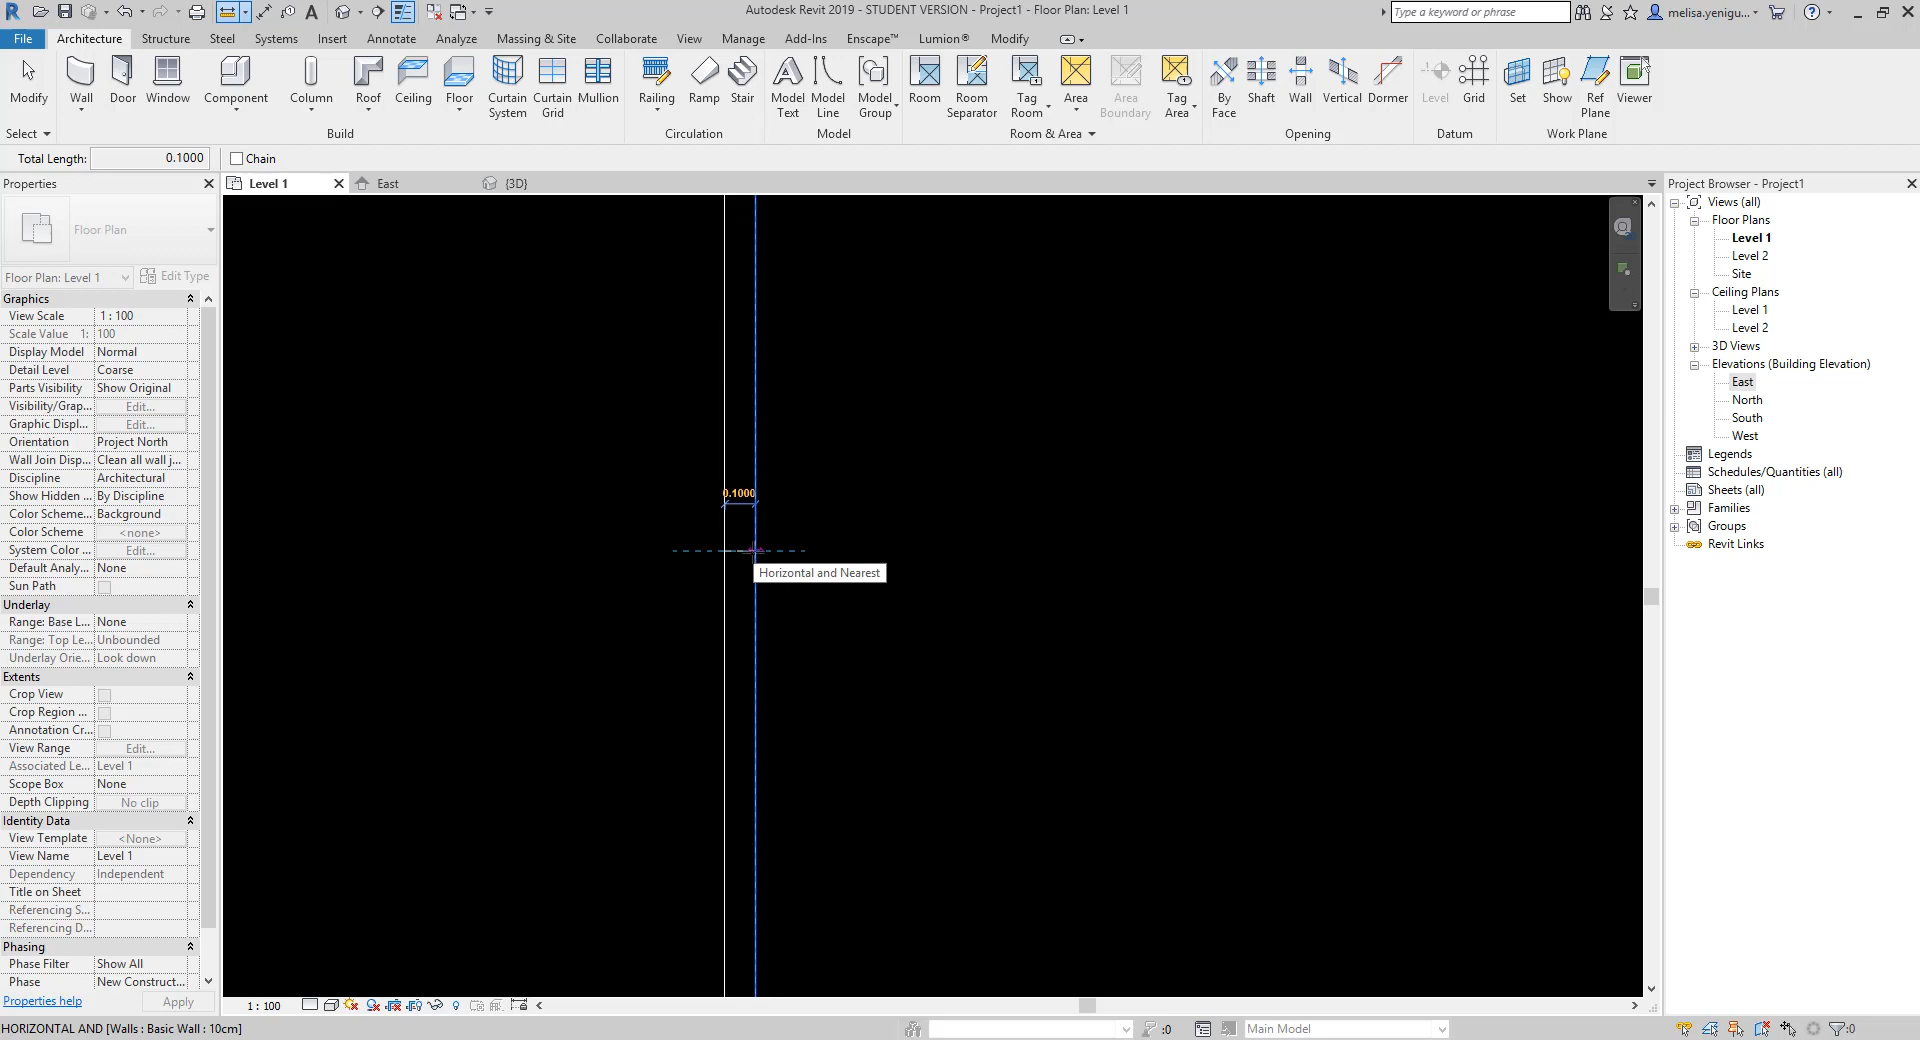 Autodesk Revit 2019 - STUDENT VERSION - Project1 - Floor Plan: Level 1
Type a keyword or phrase
melisa.yenigu...
File Architecture Structure Steel Systems Insert Annotate Analyze Massing & Site Collaborate View Manage Add-Ins Enscape™ Lumion® Modify
Modify Wall Door Window Component Column Roof Ceiling Floor Curtain System Curtain Grid Mullion Railing Ramp Stair Model Text Model Line Model Group Room Room Separator Tag Room Area Area Boundary Tag Area By Face Shaft Wall Vertical Dormer Level Grid Set Show Ref Plane Viewer
Select Build Circulation Model Room & Area Opening Datum Work Plane
Total Length: 0.1000 Chain
Properties
Level 1 East {3D}
Floor Plan
Floor Plan: Level 1 Edit Type
Graphics
View Scale 1 : 100
Scale Value 1: 100
Display Model Normal
Detail Level Coarse
Parts Visibility Show Original
Visibility/Grap... Edit...
Graphic Displ... Edit...
Orientation Project North
Wall Join Disp... Clean all wall j...
Discipline Architectural
Show Hidden ... By Discipline
Color Scheme... Background
Color Scheme <none>
System Color ... Edit...
Default Analy... None
Sun Path
Underlay
Range: Base L... None
Range: Top Le... Unbounded
Underlay Orie... Look down
Extents
Crop View
Crop Region ...
Annotation Cr...
View Range Edit...
Associated Le... Level 1
Scope Box None
Depth Clipping No clip
Identity Data
View Template <None>
View Name Level 1
Dependency Independent
Title on Sheet
Referencing S...
Referencing D...
Phasing
Phase Filter Show All
Phase New Construct...
Properties help Apply
0.1000
Horizontal and Nearest
Project Browser - Project1
Views (all)
Floor Plans
Level 1
Level 2
Site
Ceiling Plans
Level 1
Level 2
3D Views
Elevations (Building Elevation)
East
North
South
West
Legends
Schedules/Quantities (all)
Sheets (all)
Families
Groups
Revit Links
1 : 100
HORIZONTAL AND [Walls : Basic Wall : 10cm]
:0
Main Model
:0